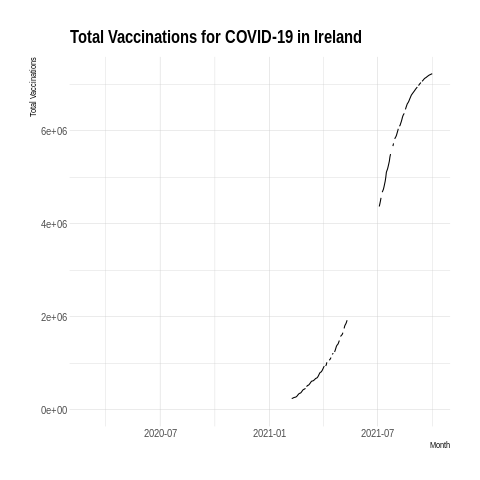 Total Vaccinations for COVID-19 in Ireland
Total Vaccinations
6e+06
4e+06
2e+06
0e+00
2020-07
2021-01
2021-07
Month